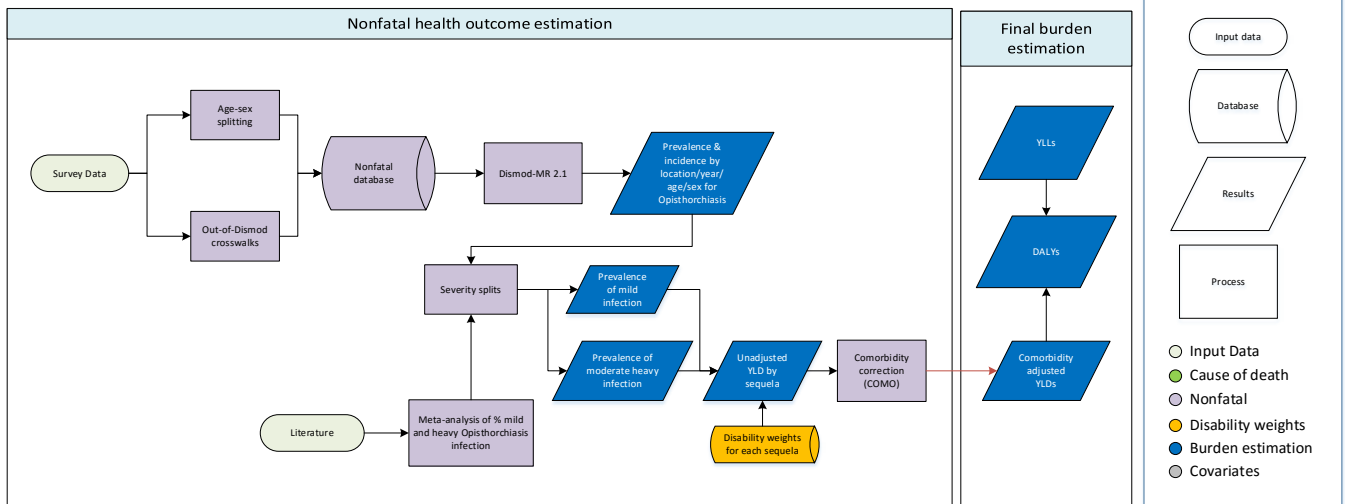 Nonfatal health outcome estimation
Survey Data
Age-sex
splitting
Out-of-Dismod
crosswalks
Nonfatal
database
Dismod-MR 2.1
Prevalence &
incidence by
location/year/
age/sex for
Opisthorchiasis
Severity splits
Prevalence
of mild
infection
Prevalence of
moderate heavy
infection
Literature
Meta-analysis of % mild
and heavy Opisthorchiasis
infection
Unadjusted
YLD by
sequela
Disability weights
for each sequela
Comorbidity
correction
(COMO)
Final burden
estimation
YLLs
DALYs
Comorbidity
adjusted
YLDs
Input data
Database
Results
Process
Input Data
Cause of death
Nonfatal
Disability weights
Burden estimation
Covariates